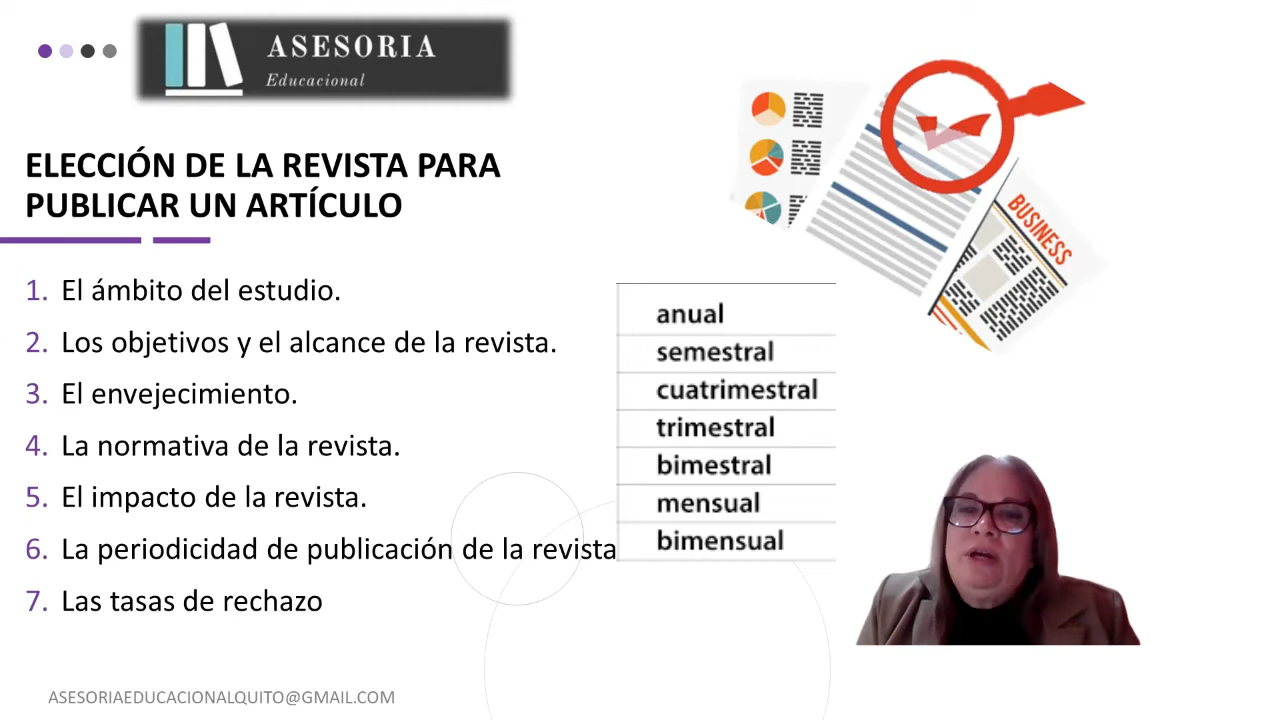 ASESORIA
Educacional
ELECCIÓN DE LA REVISTA PARA
PUBLICAR UN ARTÍCULO
1. El ámbito del estudio.
2. Los objetivos y el alcance de la revista.
3. El envejecimiento.
4. La normativa de la revista.
5. El impacto de la revista.
6. La periodicidad de publicación de la revista
7. Las tasas de rechazo
anual
semestral
cuatrimestral
trimestral
bimestral
mensual
bimensual
BUSINESS
ASESORIAEDUCACIONALQUITO@GMAIL.COM